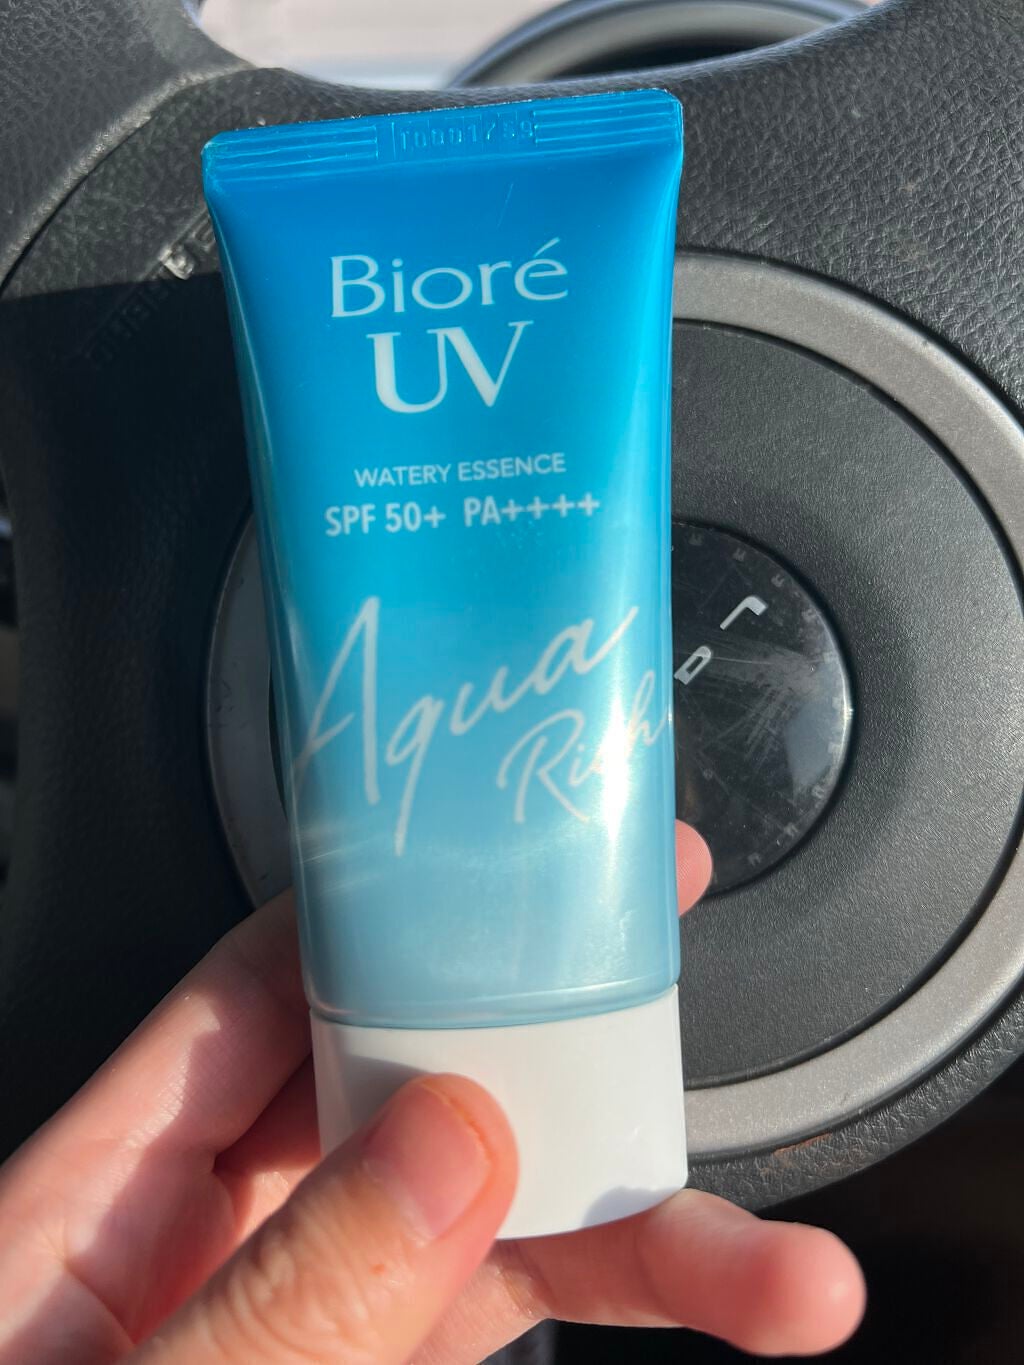 Bioré
UV
WATERY ESSENCE
SPF 50+ PA++++
Aqua
Rich